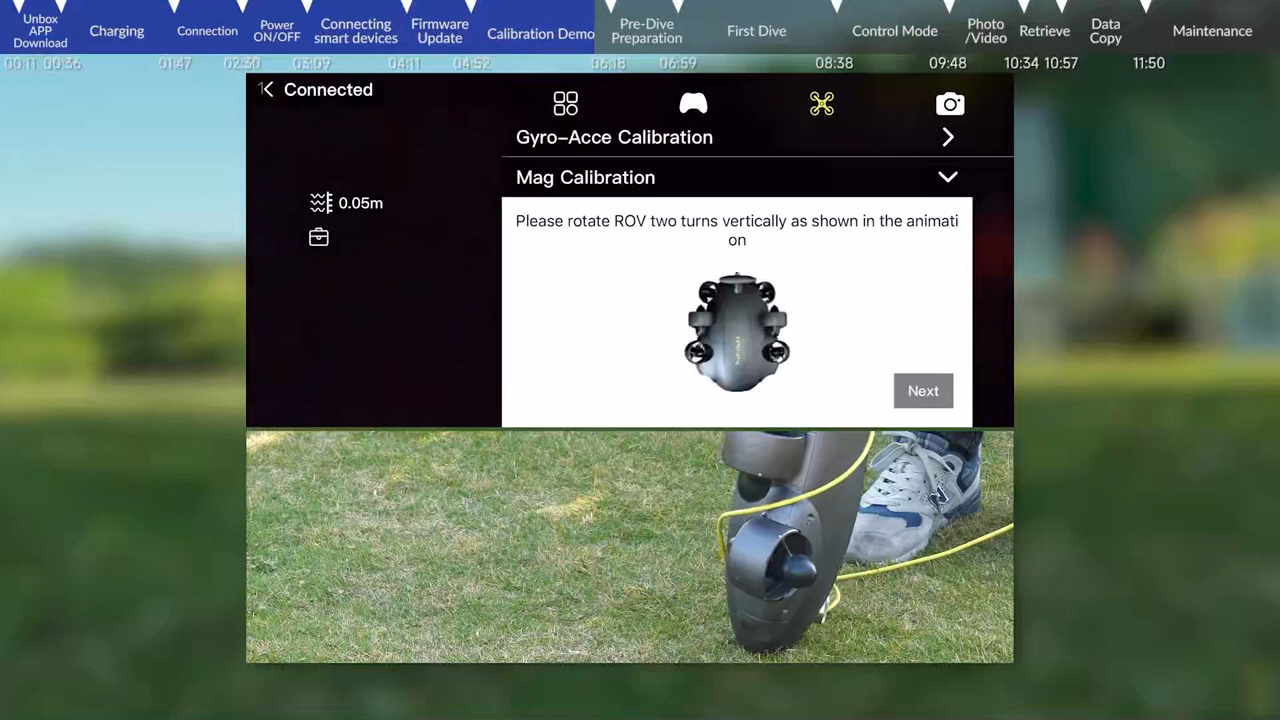 Unbox
APP
Download
Charging
Connection
Power
ON/OFF
Connecting
smart devices
Firmware
Update
Calibration Demo
Pre-Dive
Preparation
First Dive
Control Mode
Photo
/Video
Retrieve
Data
Copy
Maintenance
00:11 00:36 01:47 02:30 03:09 04:11 04:52 06:18 06:59 08:38 09:48 10:34 10:57 11:50
Connected
Gyro-Acce Calibration
Mag Calibration
0.05m
Please rotate ROV two turns vertically as shown in the animati
on
Next
N